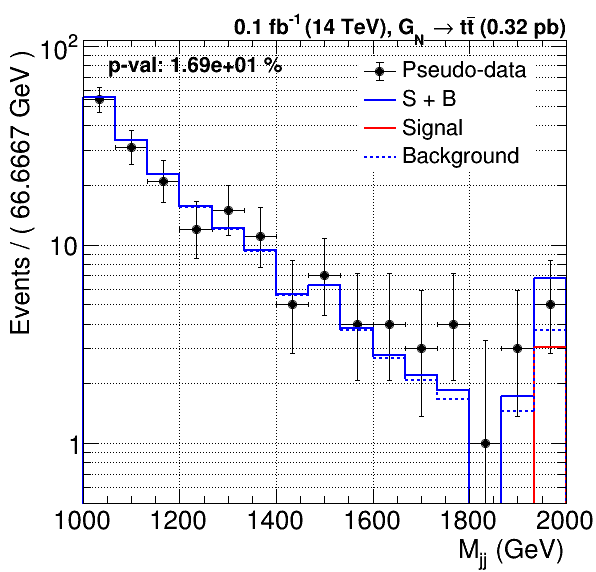 0.1 fb⁻¹ (14 TeV), G_N → tt̄ (0.32 pb)
p-val: 1.69e+01 %
Pseudo-data
S + B
Signal
Background
Events / ( 66.6667 GeV )
10²
10
1
1000 1200 1400 1600 1800 2000
M_jj (GeV)